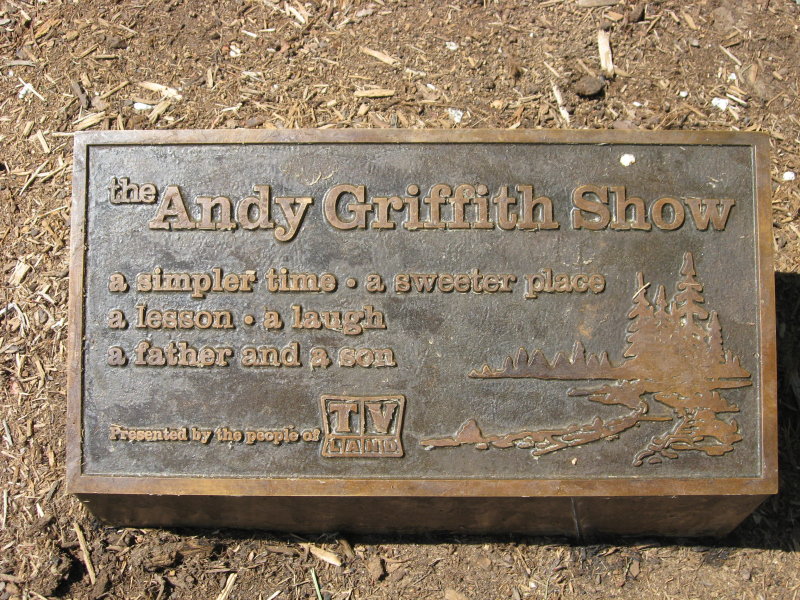 the Andy Griffith Show
a simpler time · a sweeter place
a lesson · a laugh
a father and a son
Presented by the people of TV LAND